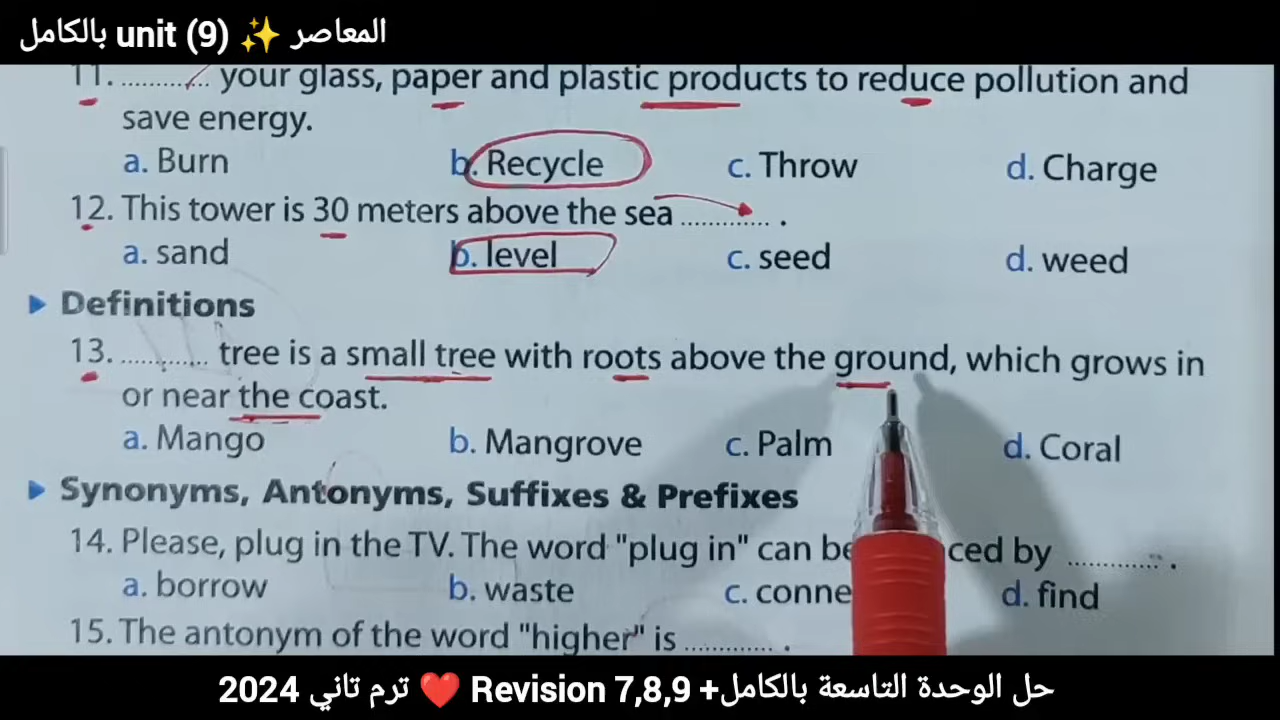 المعاصر ✨ unit (9) بالكامل
11. ............ your glass, paper and plastic products to reduce pollution and
save energy.
a. Burn b. Recycle c. Throw d. Charge
12. This tower is 30 meters above the sea ............ .
a. sand b. level c. seed d. weed
Definitions
13. ............ tree is a small tree with roots above the ground, which grows in
or near the coast.
a. Mango b. Mangrove c. Palm d. Coral
Synonyms, Antonyms, Suffixes & Prefixes
14. Please, plug in the TV. The word "plug in" can be ced by ............ .
a. borrow b. waste c. conne d. find
15. The antonym of the word "higher" is ............ .
حل الوحدة التاسعة بالكامل+ Revision 7,8,9 ❤️ ترم تاني 2024